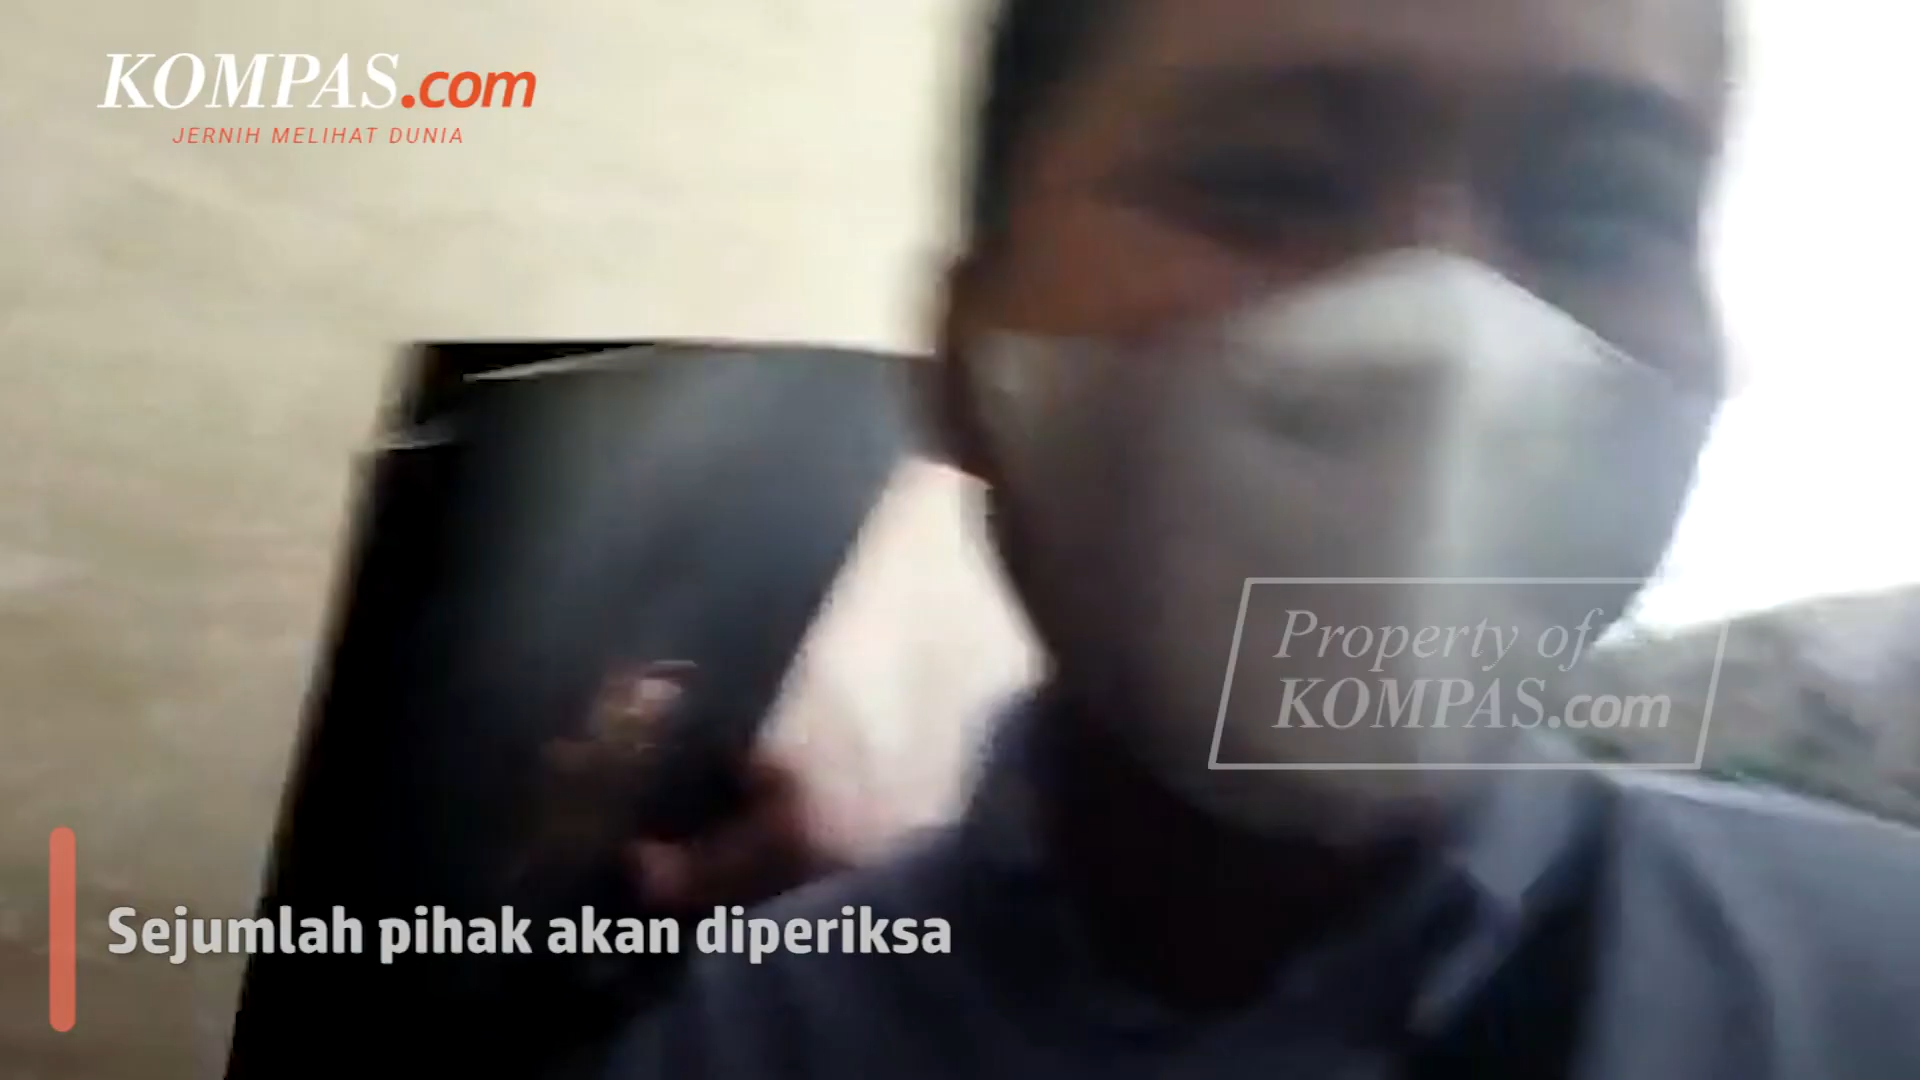 KOMPAS.com
JERNIH MELIHAT DUNIA
Property of
KOMPAS.com
Sejumlah pihak akan diperiksa